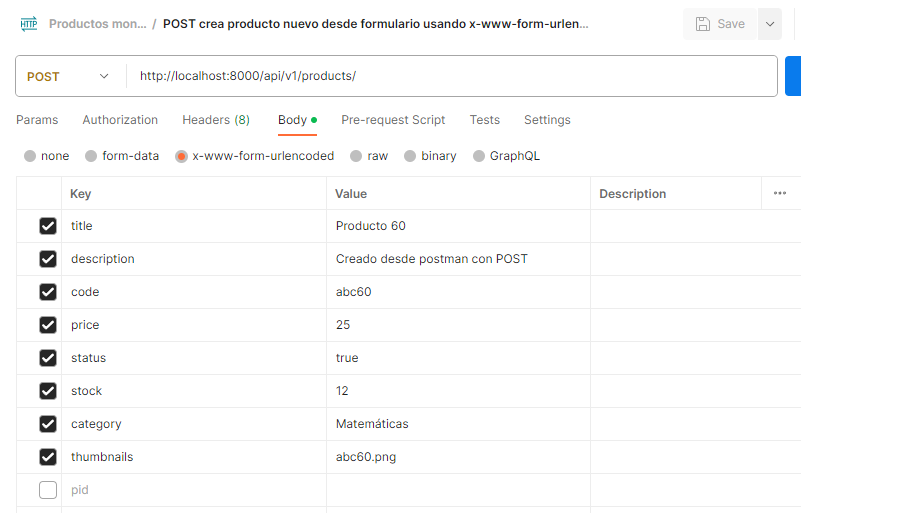 HTTP Productos mon... / POST crea producto nuevo desde formulario usando x-www-form-urlen... Save
POST http://localhost:8000/api/v1/products/
Params Authorization Headers (8) Body Pre-request Script Tests Settings
none form-data x-www-form-urlencoded raw binary GraphQL
Key Value Description ...
title Producto 60
description Creado desde postman con POST
code abc60
price 25
status true
stock 12
category Matemáticas
thumbnails abc60.png
pid